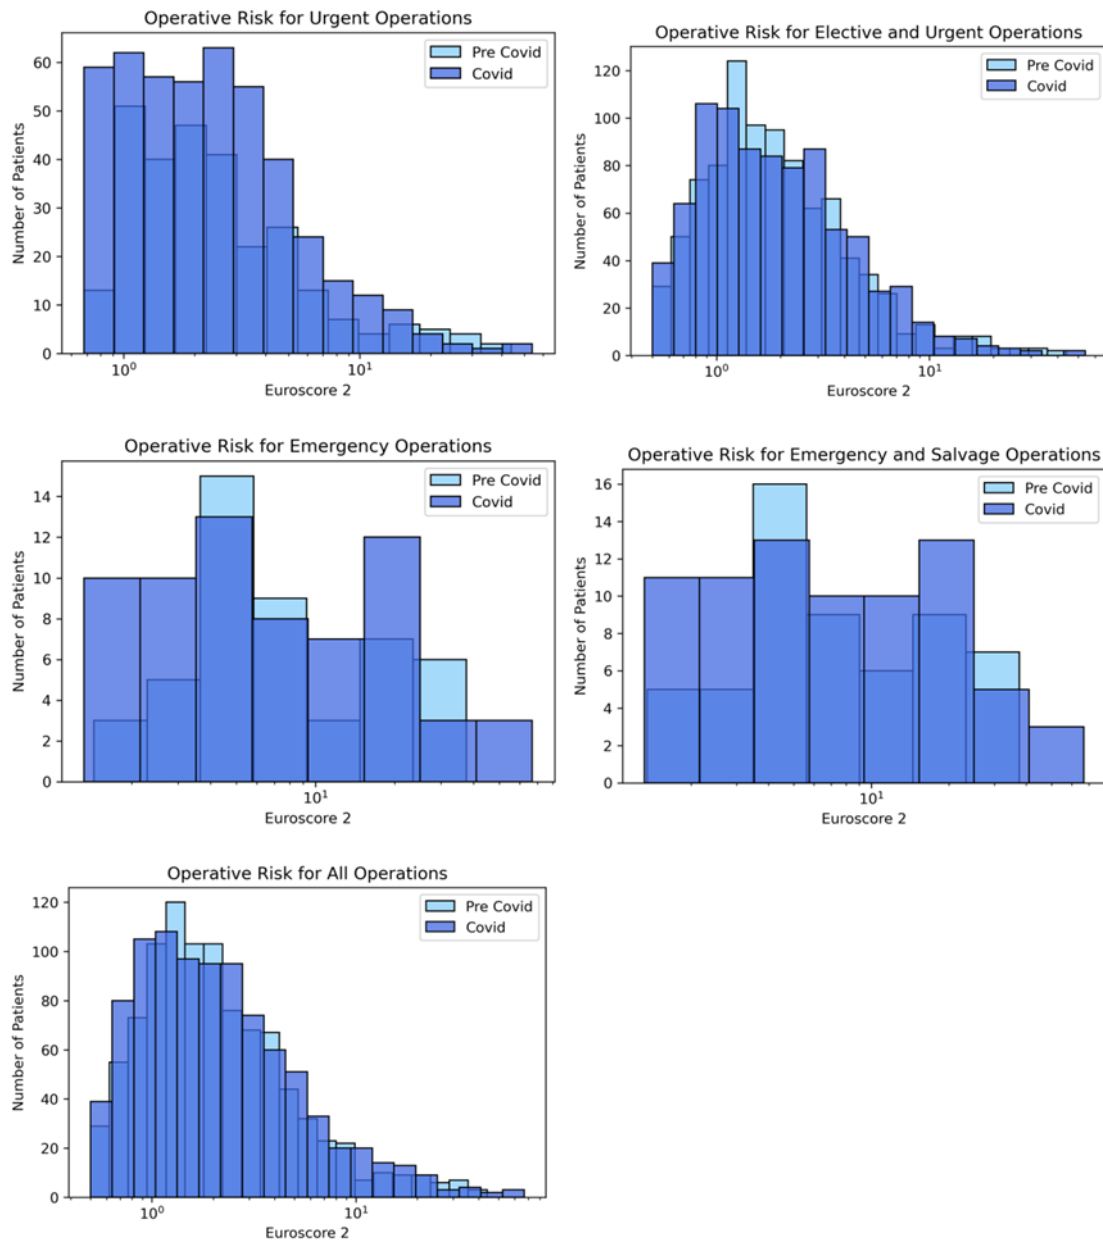 Operative Risk for Urgent Operations
Pre Covid
Covid
Number of Patients
60
50
40
30
20
10
0
10⁰
10¹
Euroscore 2
Operative Risk for Elective and Urgent Operations
Pre Covid
Covid
Number of Patients
120
100
80
60
40
20
0
10⁰
10¹
Euroscore 2
Operative Risk for Emergency Operations
Pre Covid
Covid
Number of Patients
14
12
10
8
6
4
2
0
10¹
Euroscore 2
Operative Risk for Emergency and Salvage Operations
Pre Covid
Covid
Number of Patients
16
14
12
10
8
6
4
2
0
10¹
Euroscore 2
Operative Risk for All Operations
Pre Covid
Covid
Number of Patients
120
100
80
60
40
20
0
10⁰
10¹
Euroscore 2